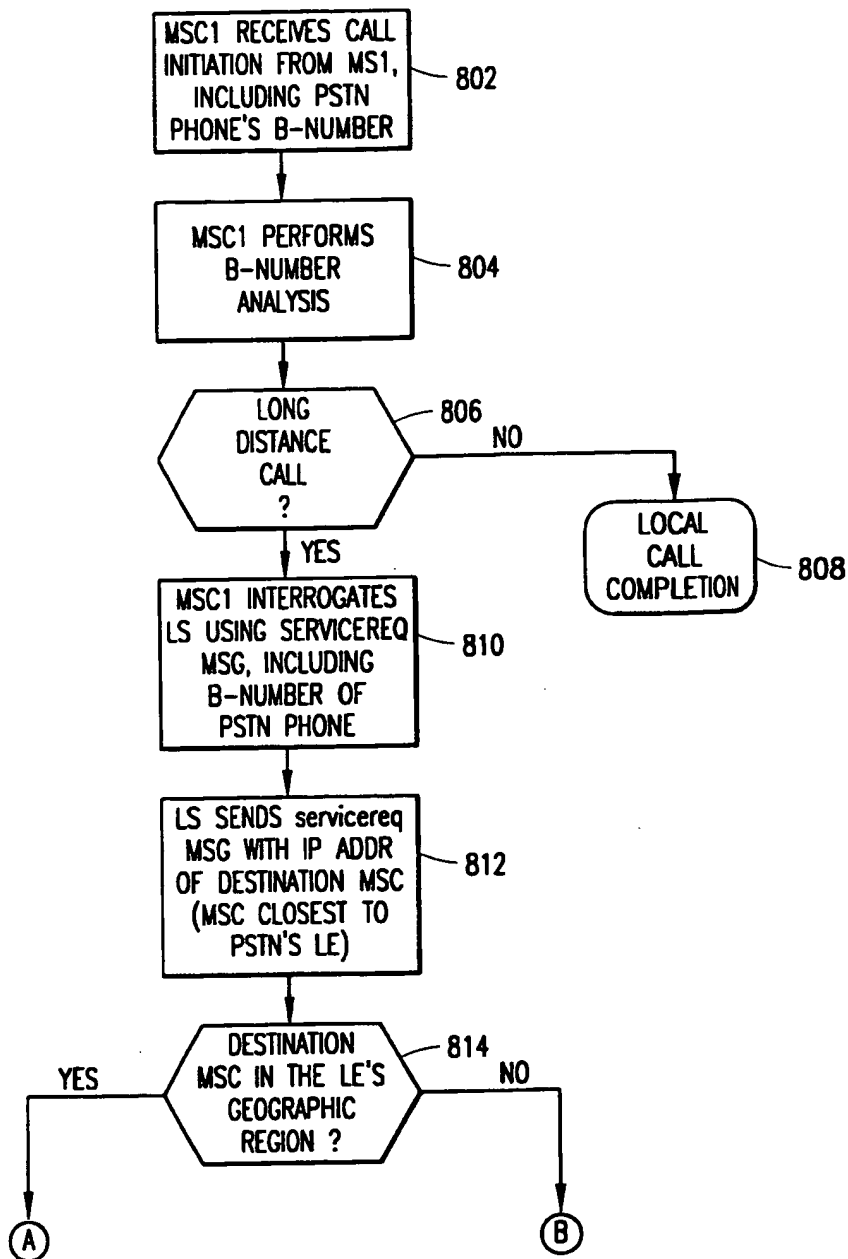 MSC1 RECEIVES CALL
INITIATION FROM MS1,
INCLUDING PSTN
PHONE'S B-NUMBER
802
MSC1 PERFORMS
B-NUMBER
ANALYSIS
804
LONG
DISTANCE
CALL
?
806
NO
YES
LOCAL
CALL
COMPLETION
808
MSC1 INTERROGATES
LS USING SERVICEREQ
MSG, INCLUDING
B-NUMBER OF
PSTN PHONE
810
LS SENDS servicereq
MSG WITH IP ADDR
OF DESTINATION MSC
(MSC CLOSEST TO
PSTN'S LE)
812
DESTINATION
MSC IN THE LE'S
GEOGRAPHIC
REGION ?
814
YES
NO
A
B